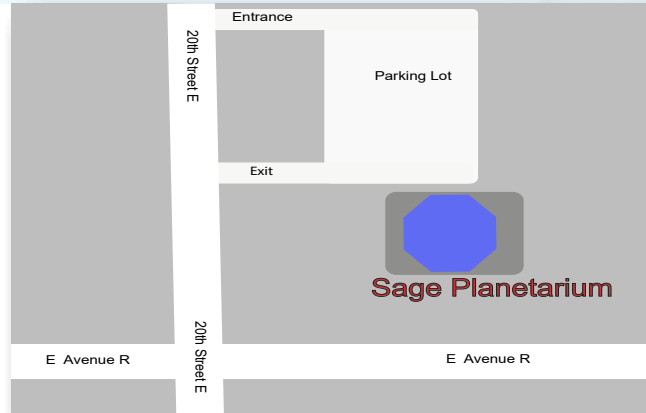 Entrance
20th Street E
Parking Lot
Exit
Sage Planetarium
20th Street E
E Avenue R
E Avenue R